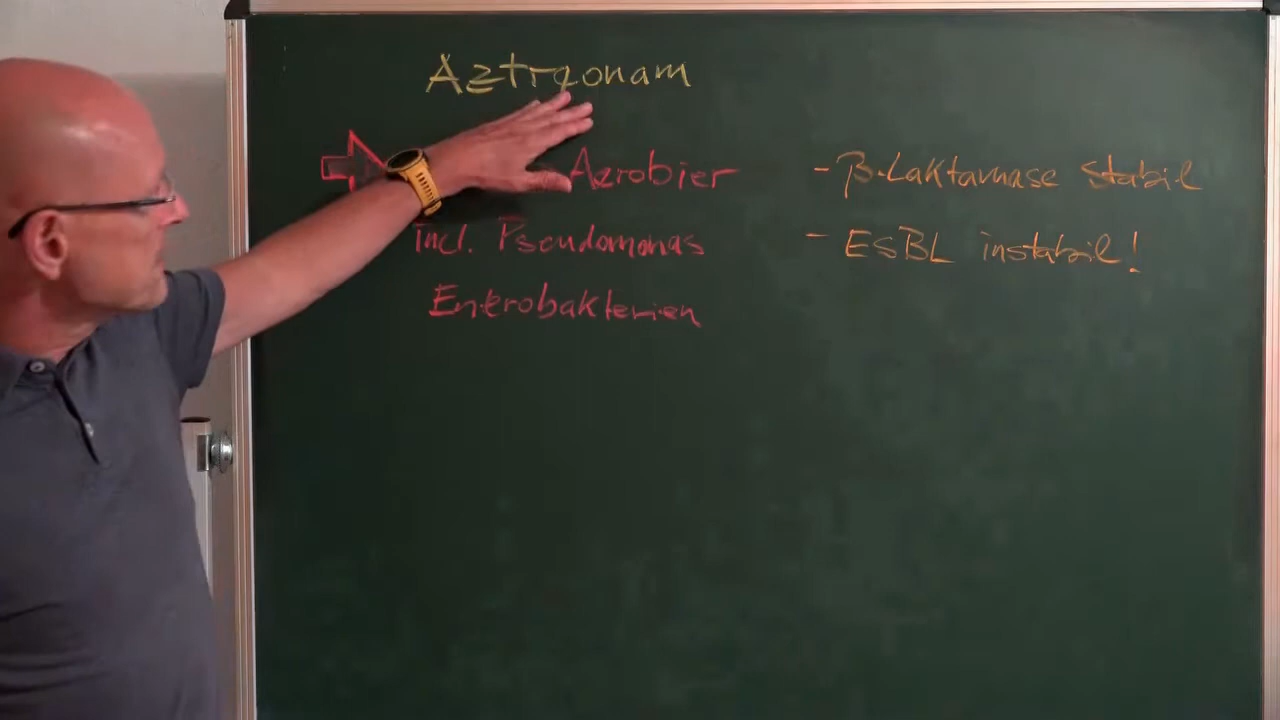 Aztreonam
Aerobier
- β-Laktamase stabil
incl. Pseudomonas
- ESBL instabil!
Enterobakterien